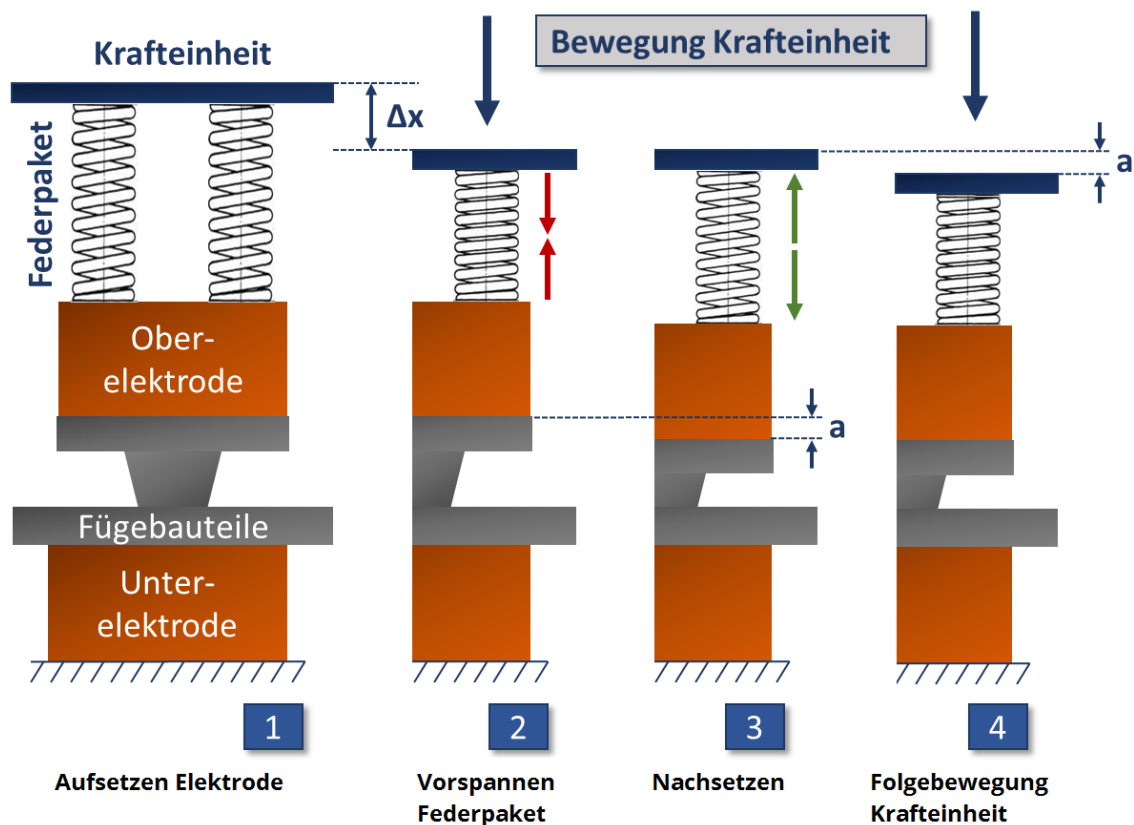 Krafteinheit
Bewegung Krafteinheit
Δx
a
Federpaket
Ober-
elektrode
a
Fügebauteile
Unter-
elektrode
1
2
3
4
Aufsetzen Elektrode
Vorspannen
Federpaket
Nachsetzen
Folgebewegung
Krafteinheit